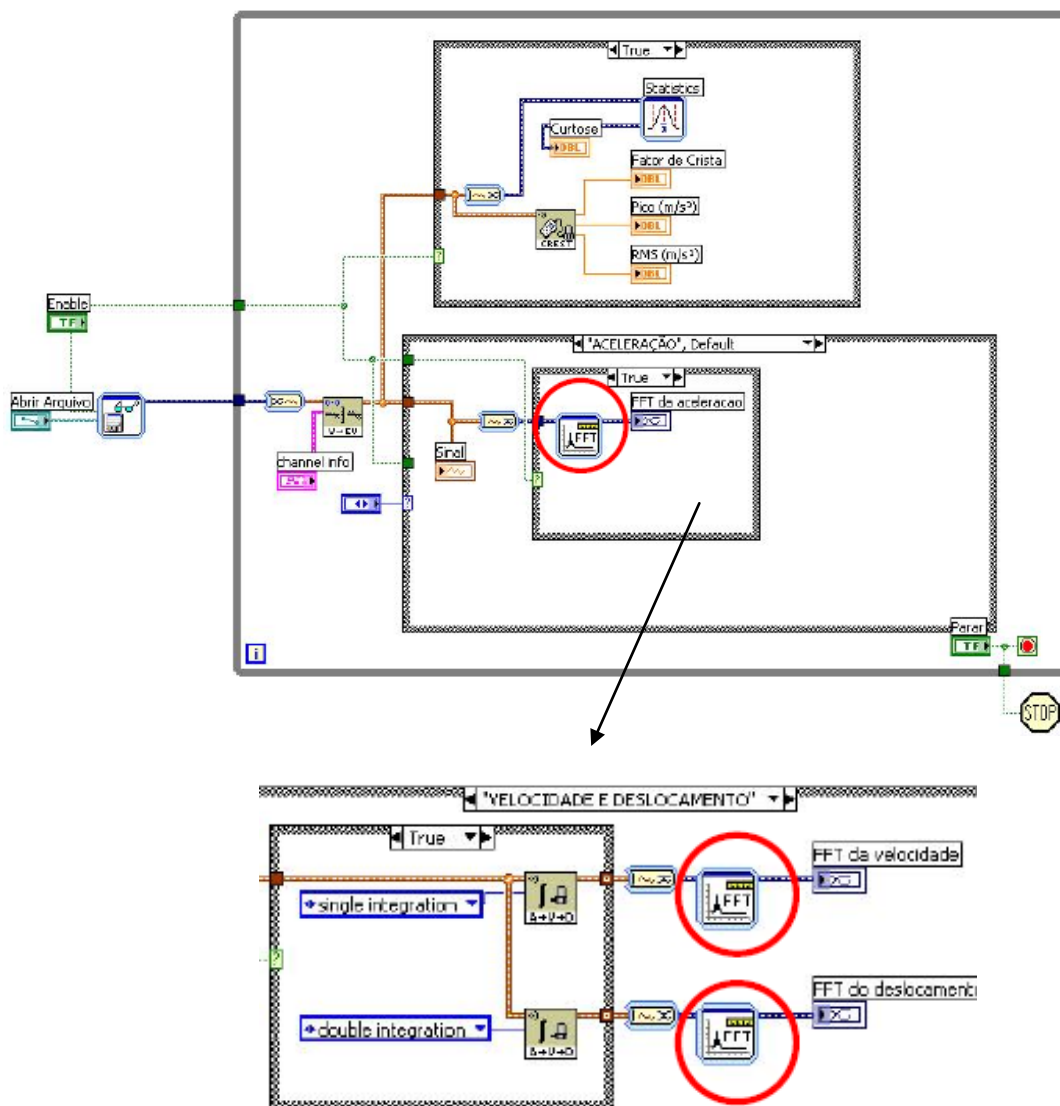 True
Statistics
Curtose
DBL
Fator de Crista
DBL
Pico (m/s²)
DBL
CREST
RMS (m/s²)
DBL
?
Enable
TF
"ACELERAÇÃO", Default
True
FFT da aceleracao
Abrir Arquivo
V→EU
FFT
Sinal
channel info
?
?
Parar
TF
i
STOP
"VELOCIDADE E DESLOCAMENTO"
True
FFT da velocidade
single integration
A→V→D
FFT
?
FFT do deslocament
double integration
A→V→D
FFT